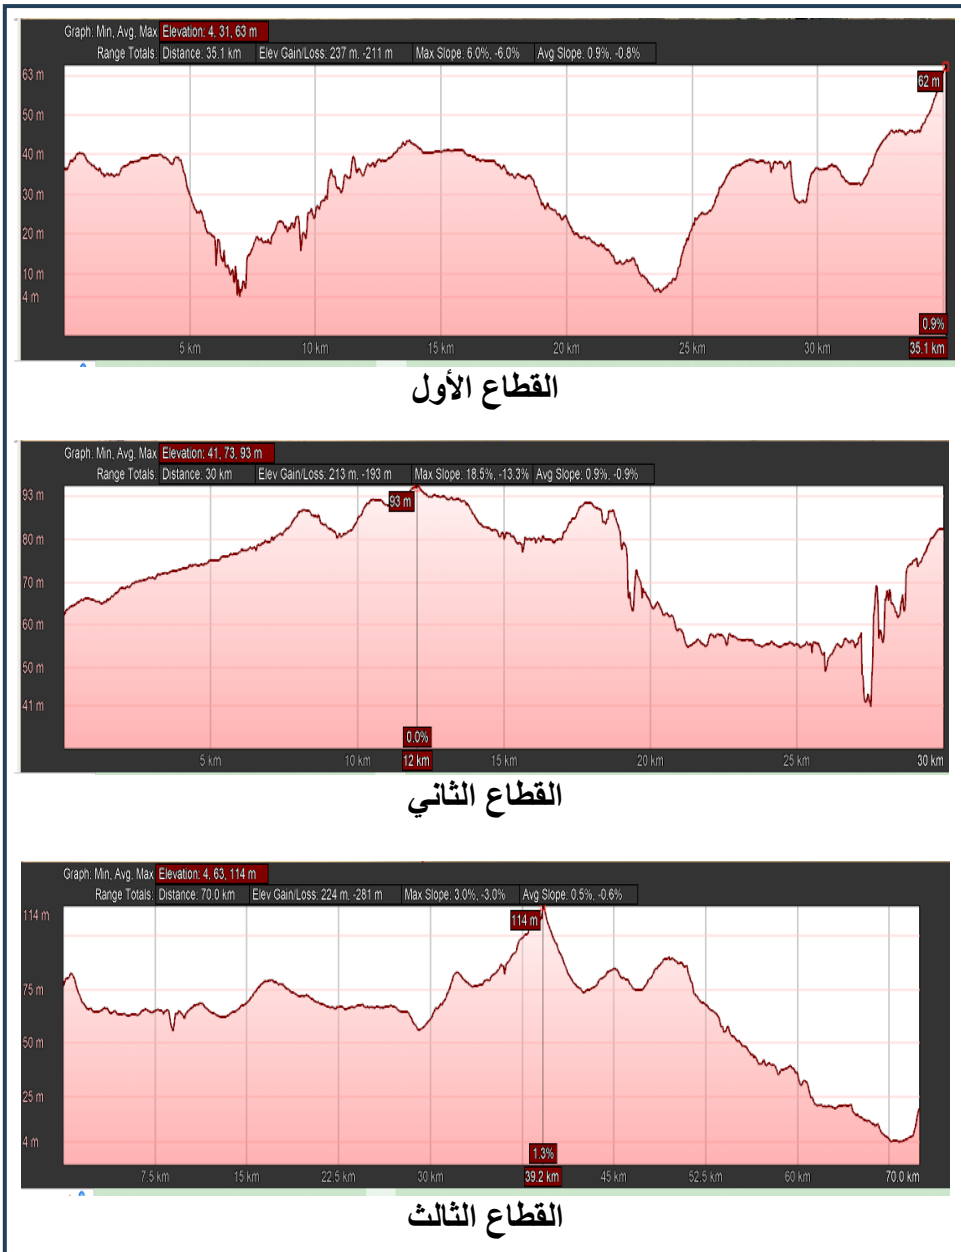 Graph: Min, Avg, Max Elevation: 4, 31, 63 m
Range Totals: Distance: 35.1 km Elev Gain/Loss: 237 m, -211 m Max Slope: 6.0%, -6.0% Avg Slope: 0.9%, -0.8%
63 m
62 m
50 m
40 m
30 m
20 m
10 m
4 m
0.9%
5 km 10 km 15 km 20 km 25 km 30 km 35.1 km
القطاع الأول
Graph: Min, Avg, Max Elevation: 41, 73, 93 m
Range Totals: Distance: 30 km Elev Gain/Loss: 213 m, -193 m Max Slope: 18.5%, -13.3% Avg Slope: 0.9%, -0.9%
93 m
93 m
80 m
70 m
60 m
50 m
41 m
0.0%
5 km 10 km 12 km 15 km 20 km 25 km 30 km
القطاع الثاني
Graph: Min, Avg, Max Elevation: 4, 63, 114 m
Range Totals: Distance: 70.0 km Elev Gain/Loss: 224 m, -281 m Max Slope: 3.0%, -3.0% Avg Slope: 0.5%, -0.6%
114 m
114 m
75 m
50 m
25 m
4 m
1.3%
7.5 km 15 km 22.5 km 30 km 39.2 km 45 km 52.5 km 60 km 70.0 km
القطاع الثالث